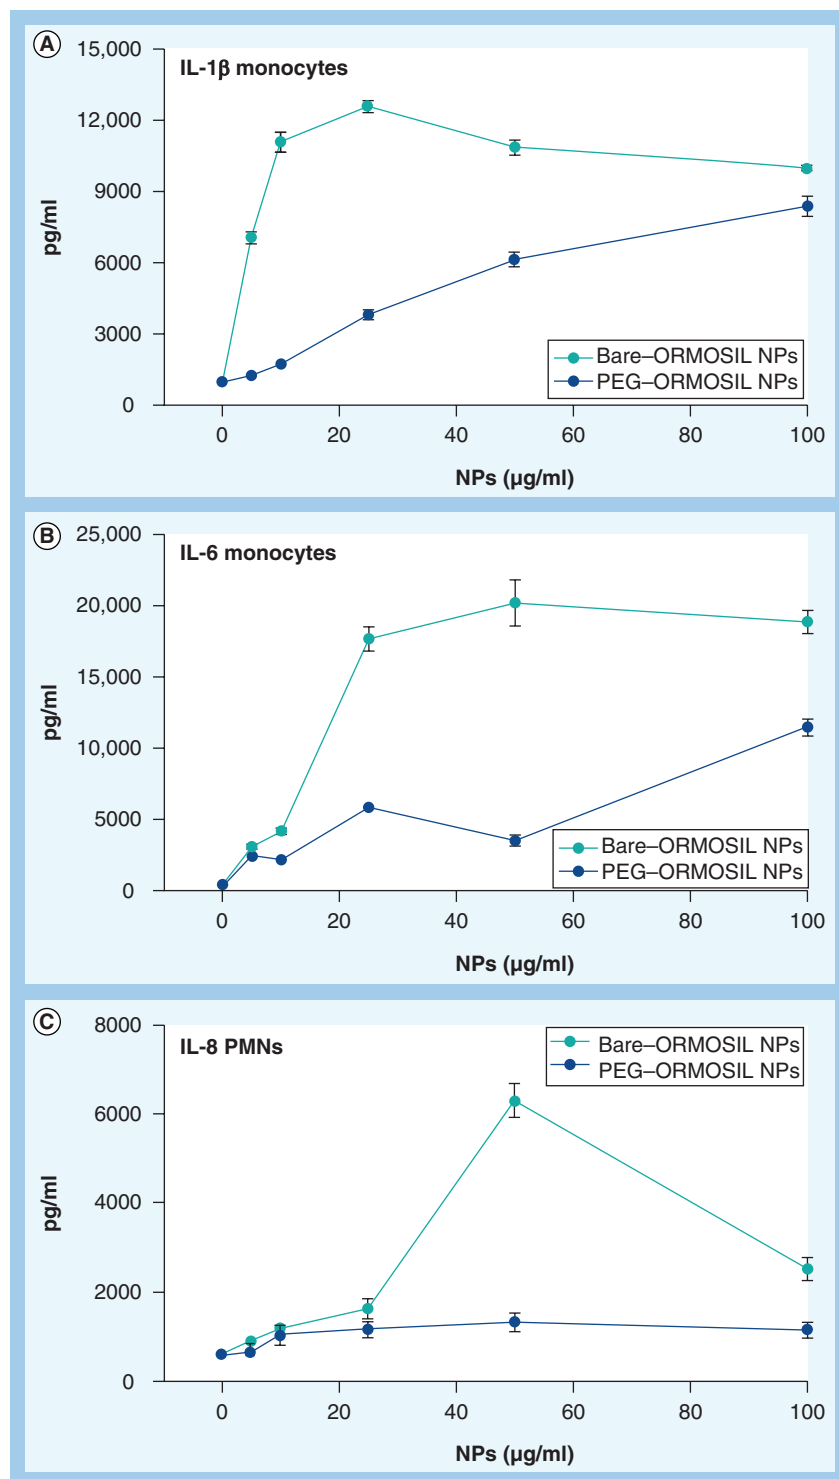 A
IL-1β monocytes
15,000
12,000
9000
6000
3000
0
pg/ml
Bare–ORMOSIL NPs
PEG–ORMOSIL NPs
0 20 40 60 80 100
NPs (µg/ml)
B
IL-6 monocytes
25,000
20,000
15,000
10,000
5000
0
pg/ml
Bare–ORMOSIL NPs
PEG–ORMOSIL NPs
0 20 40 60 80 100
NPs (µg/ml)
C
IL-8 PMNs
8000
6000
4000
2000
0
pg/ml
Bare–ORMOSIL NPs
PEG–ORMOSIL NPs
0 20 40 60 80 100
NPs (µg/ml)